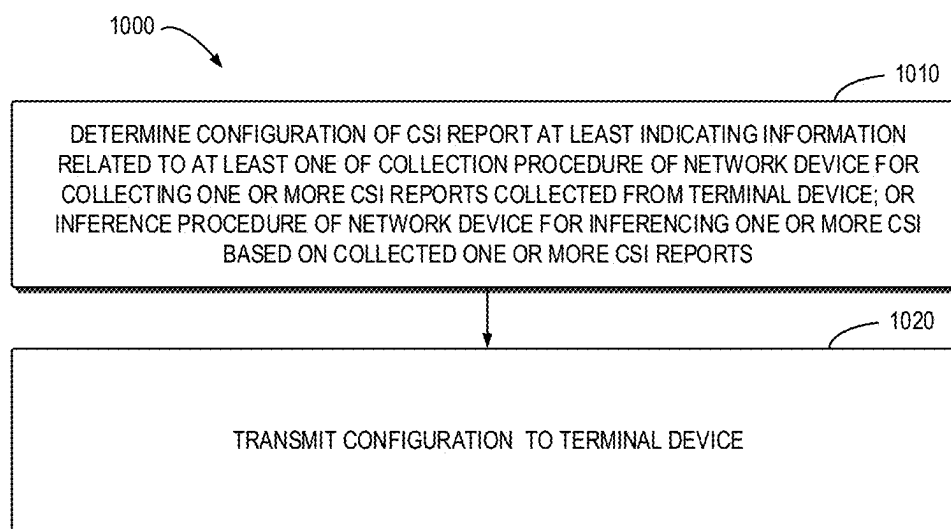 1000
1010
DETERMINE CONFIGURATION OF CSI REPORT AT LEAST INDICATING INFORMATION
RELATED TO AT LEAST ONE OF COLLECTION PROCEDURE OF NETWORK DEVICE FOR
COLLECTING ONE OR MORE CSI REPORTS COLLECTED FROM TERMINAL DEVICE; OR
INFERENCE PROCEDURE OF NETWORK DEVICE FOR INFERENCING ONE OR MORE CSI
BASED ON COLLECTED ONE OR MORE CSI REPORTS
1020
TRANSMIT CONFIGURATION TO TERMINAL DEVICE